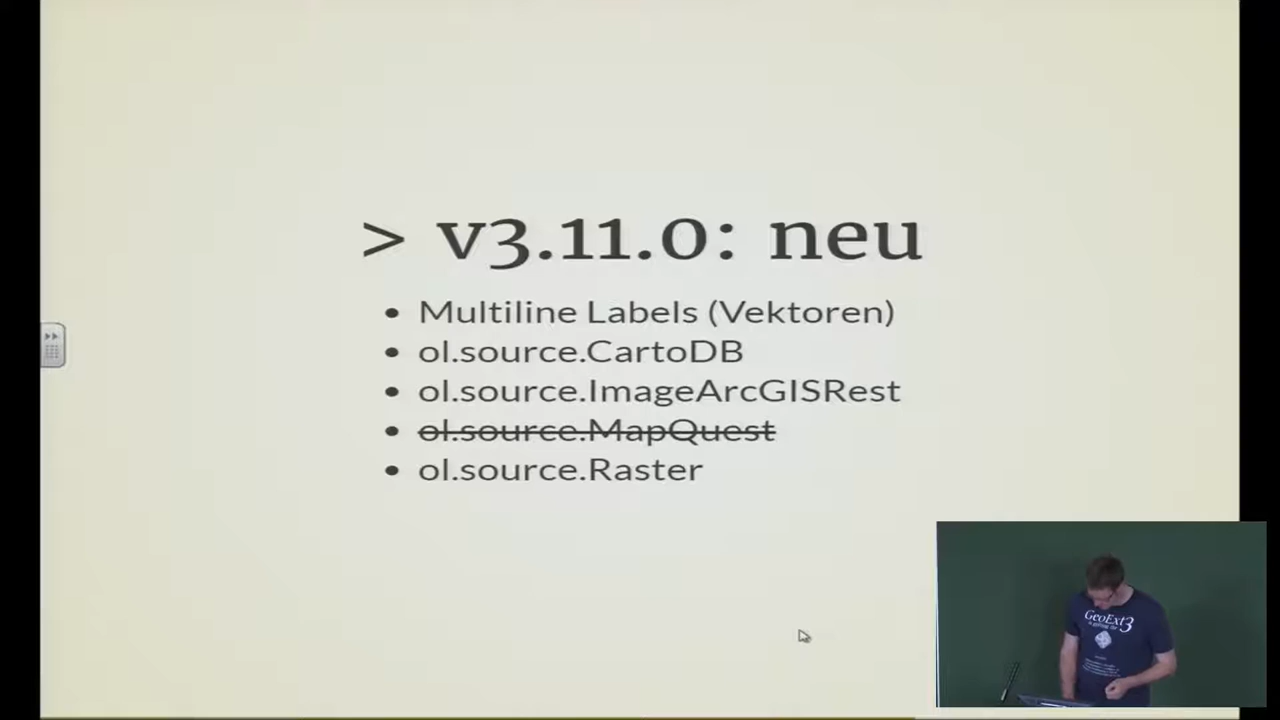 > v3.11.0: neu
• Multiline Labels (Vektoren)
• ol.source.CartoDB
• ol.source.ImageArcGISRest
• ol.source.MapQuest
• ol.source.Raster
GeoExt3